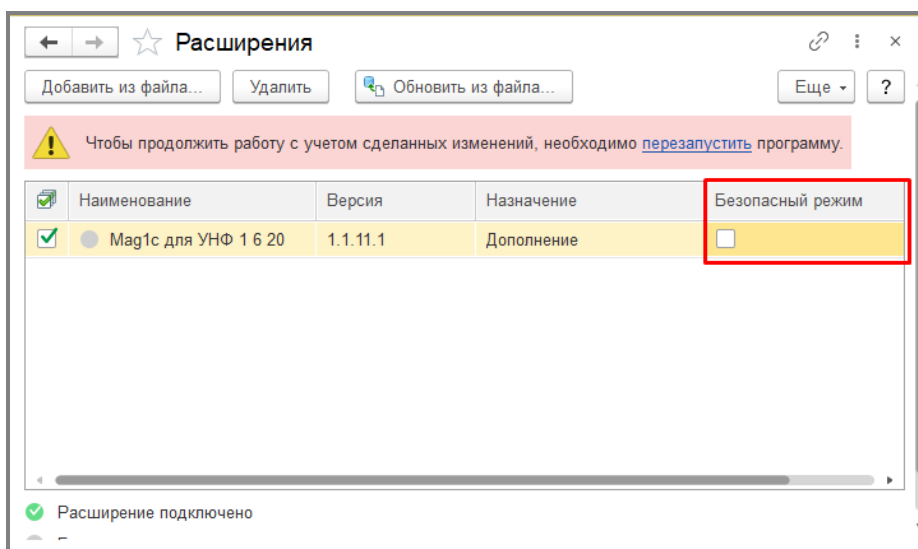 Расширения
Добавить из файла... Удалить Обновить из файла... Еще ?
Чтобы продолжить работу с учетом сделанных изменений, необходимо перезапустить программу.
Наименование Версия Назначение Безопасный режим
Mag1c для УНФ 1 6 20 1.1.11.1 Дополнение
Расширение подключено